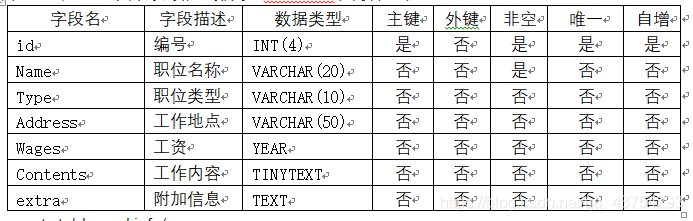 字段名 字段描述 数据类型 主键 外键 非空 唯一 自增
id 编号 INT(4) 是 否 是 是 是
Name 职位名称 VARCHAR(20) 否 否 是 否 否
Type 职位类型 VARCHAR(10) 否 否 否 否 否
Address 工作地点 VARCHAR(50) 否 否 否 否 否
Wages 工资 YEAR 否 否 否 否 否
Contents 工作内容 TINYTEXT 否 否 否 否 否
extra 附加信息 TEXT 否 否 否 否 否